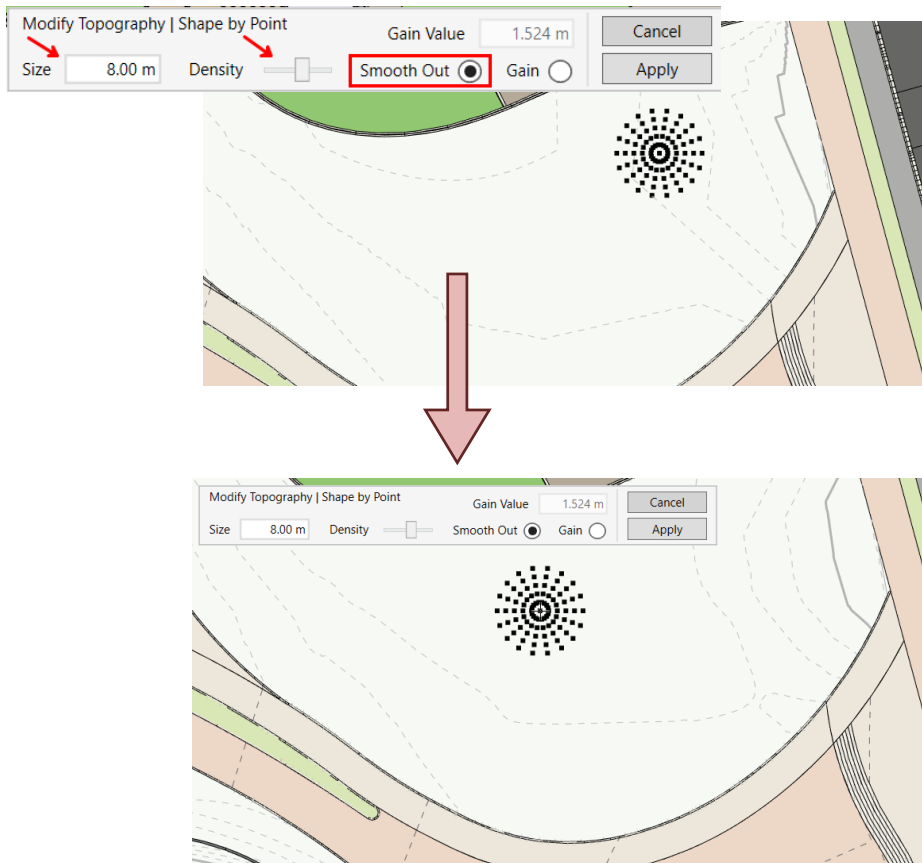 Modify Topography | Shape by Point
Gain Value 1.524 m Cancel
Size 8.00 m Density Smooth Out Gain Apply
Modify Topography | Shape by Point
Gain Value 1.524 m Cancel
Size 8.00 m Density Smooth Out Gain Apply